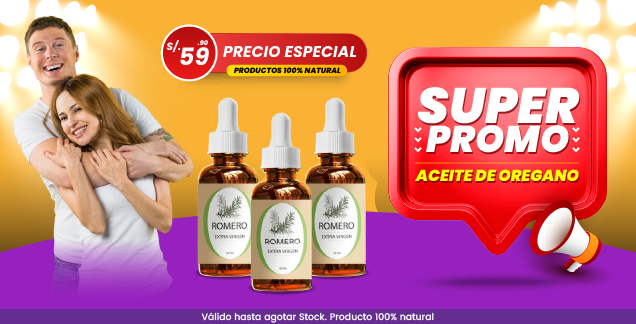 S/.
59
.90
PRECIO ESPECIAL
PRODUCTOS 100% NATURAL
SUPER
PROMO
ACEITE DE OREGANO
ROMERO
EXTRA VIRGEN
ROMERO
EXTRA VIRGEN
ROMERO
EXTRA VIRGEN
Válido hasta agotar Stock. Producto 100% natural